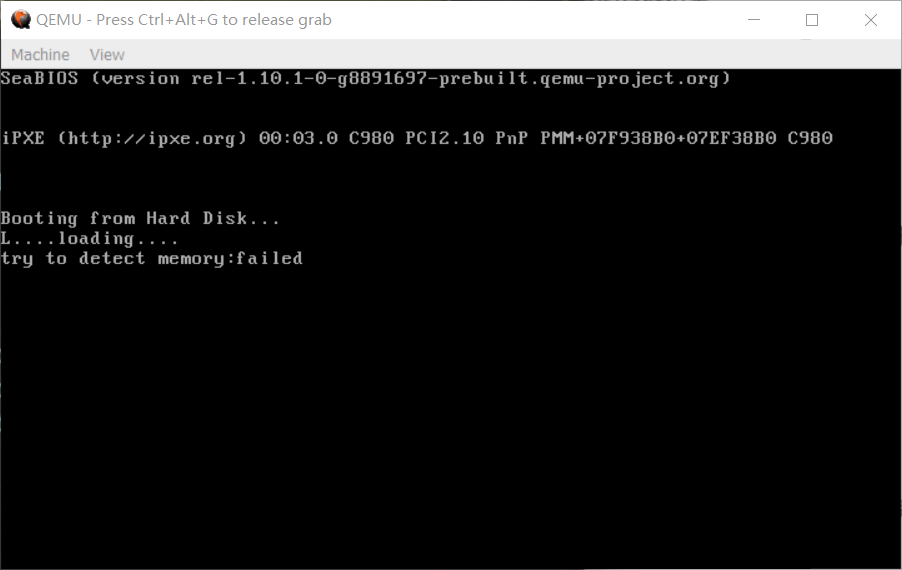 QEMU - Press Ctrl+Alt+G to release grab
Machine View
SeaBIOS (version rel-1.10.1-0-g8891697-prebuilt.qemu-project.org)
iPXE (http://ipxe.org) 00:03.0 C980 PCI2.10 PnP PMM+07F938B0+07EF38B0 C980
Booting from Hard Disk...
L....loading....
try to detect memory:failed